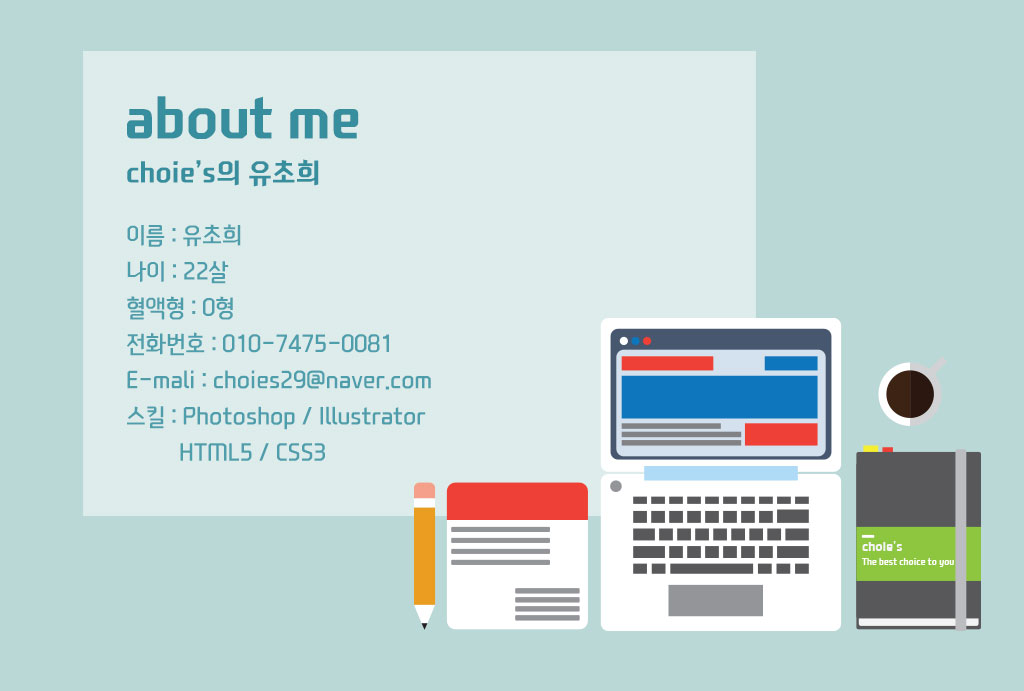 about me
choie's의 유초희
이름 : 유초희
나이 : 22살
혈액형 : O형
전화번호 : 010-7475-0081
E-mali : choies29@naver.com
스킬 : Photoshop / Illustrator
HTML5 / CSS3
choie's
The best choice to you